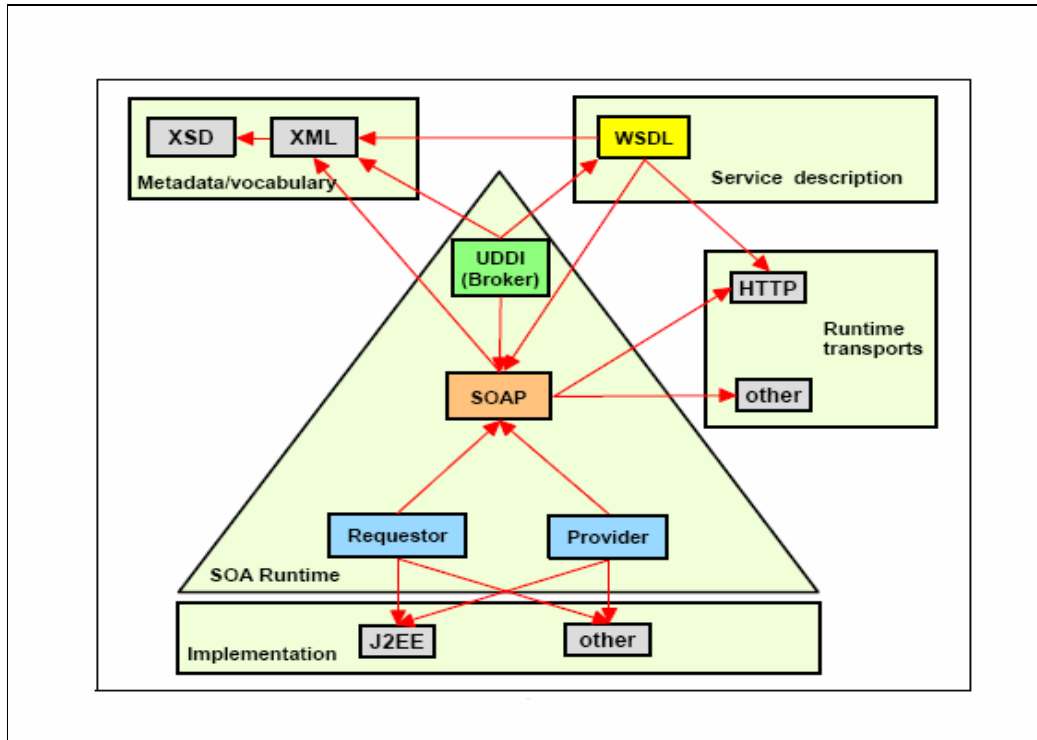 XSD
XML
Metadata/vocabulary
WSDL
Service description
UDDI
(Broker)
HTTP
Runtime
transports
other
SOAP
Requestor
Provider
SOA Runtime
J2EE
other
Implementation